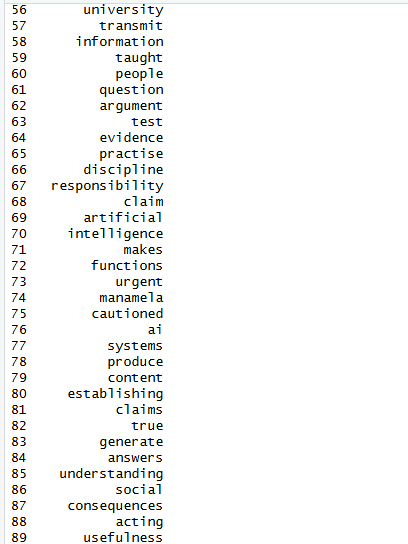 56 university
57 transmit
58 information
59 taught
60 people
61 question
62 argument
63 test
64 evidence
65 practise
66 discipline
67 responsibility
68 claim
69 artificial
70 intelligence
71 makes
72 functions
73 urgent
74 manamela
75 cautioned
76 ai
77 systems
78 produce
79 content
80 establishing
81 claims
82 true
83 generate
84 answers
85 understanding
86 social
87 consequences
88 acting
89 usefulness